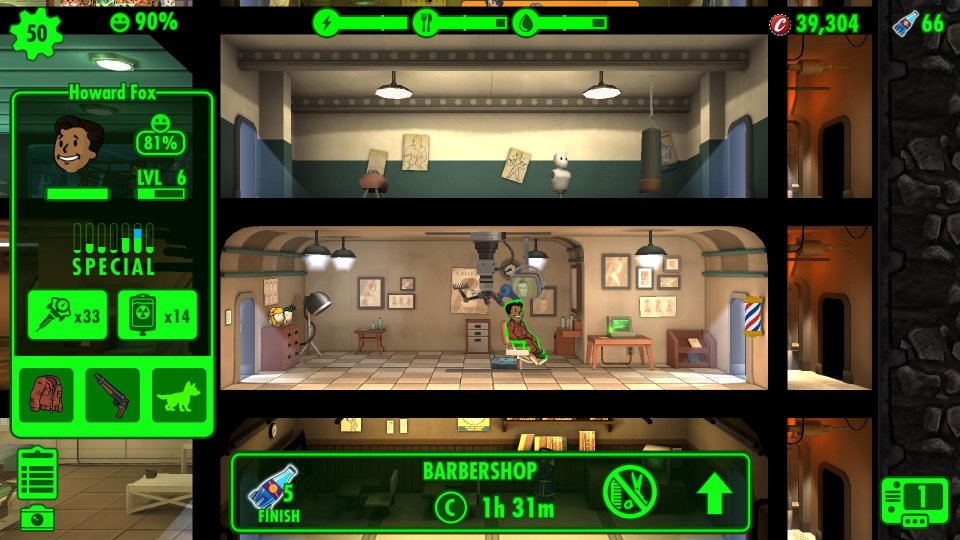 50
90%
39,304
66
Howard Fox
81%
LVL 6
SPECIAL
x33
x14
BARBERSHOP
5
FINISH
C 1h 31m
1